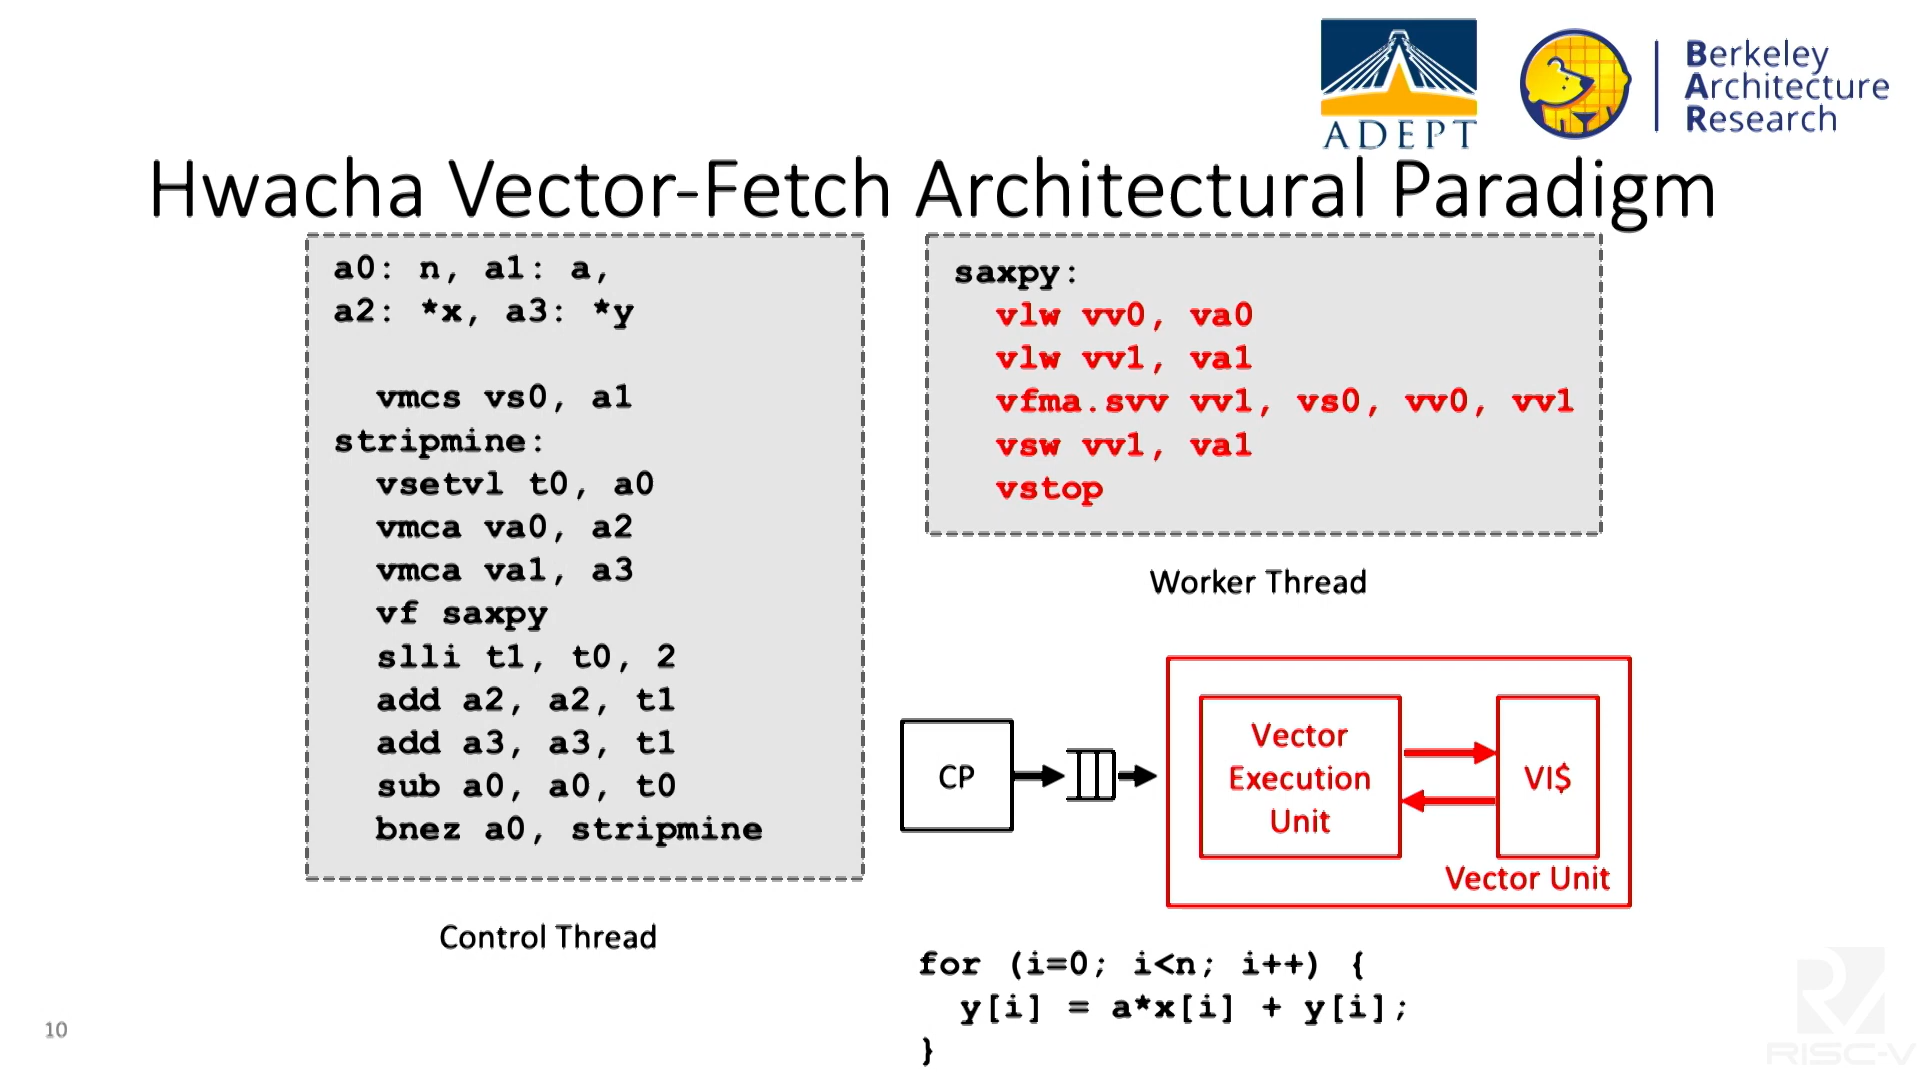 ADEPT
Berkeley
Architecture
Research
Hwacha Vector-Fetch Architectural Paradigm
a0: n, a1: a,
a2: *x, a3: *y
vmcs vs0, a1
stripmine:
vsetvl t0, a0
vmca va0, a2
vmca va1, a3
vf saxpy
slli t1, t0, 2
add a2, a2, t1
add a3, a3, t1
sub a0, a0, t0
bnez a0, stripmine
Control Thread
saxpy:
vlw vv0, va0
vlw vv1, va1
vfma.svv vv1, vs0, vv0, vv1
vsw vv1, va1
vstop
Worker Thread
CP
Vector
Execution
Unit
VI$
Vector Unit
for (i=0; i<n; i++) {
y[i] = a*x[i] + y[i];
}
10
RISC-V